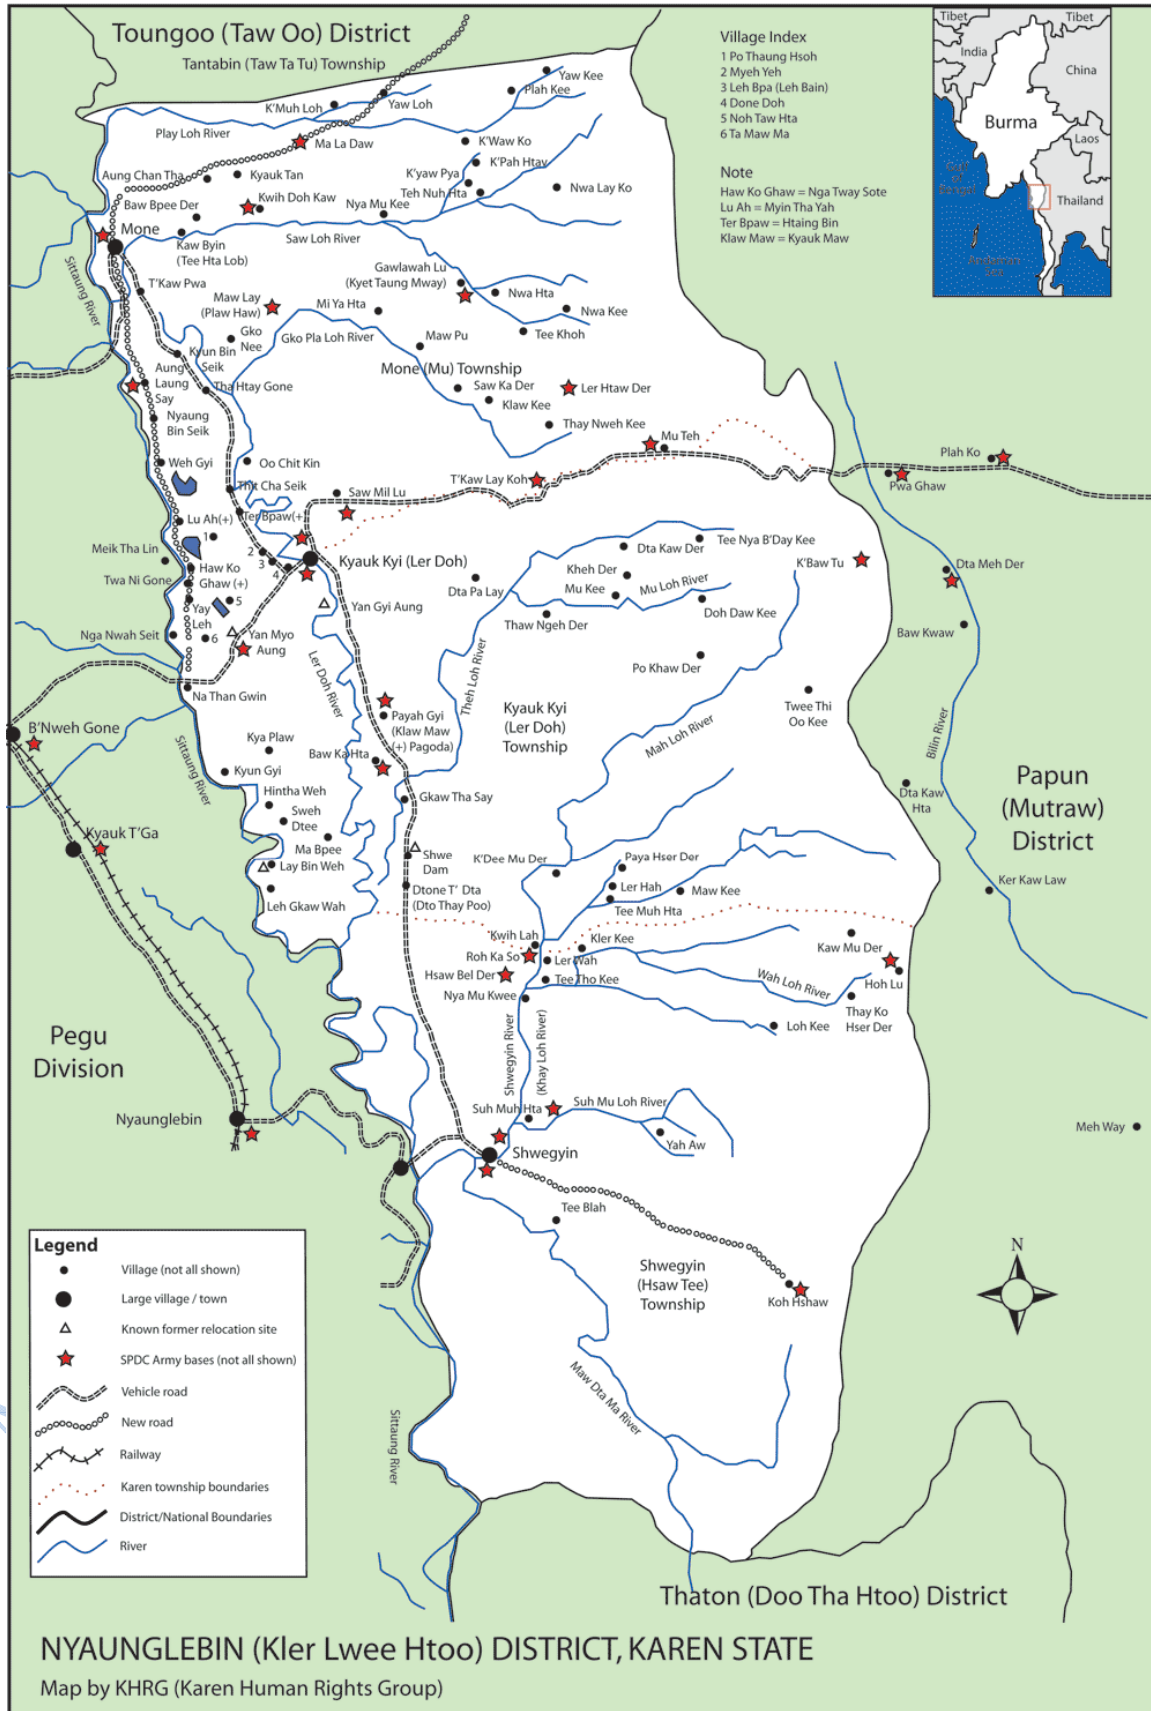 Toungoo (Taw Oo) District
Tantabin (Taw Ta Tu) Township
Village Index
1 Po Thaung Hsoh
2 Myeh Yeh
3 Leh Bpa (Leh Bain)
4 Done Doh
5 Noh Taw Hta
6 Ta Maw Ma
Note
Haw Ko Ghaw = Nga Tway Sote
Lu Ah = Myin Tha Yah
Ter Bpaw = Htaing Bin
Klaw Maw = Kyauk Maw
Tibet
Tibet
India
China
Burma
Laos
Gulf
of
Bengal
Thailand
Andaman
Sea
Yaw Kee
Plah Kee
K'Muh Loh
Yaw Loh
Play Loh River
Ma La Daw
K'Waw Ko
K'Pah Htay
Aung Chan Tha
Kyauk Tan
K'yaw Pya
Teh Nuh Hta
Nwa Lay Ko
Baw Bpee Der
Kwih Doh Kaw
Nya Mu Kee
Mone
Kaw Byin
(Tee Hta Lob)
Saw Loh River
Sittaung River
T'Kaw Pwa
Gawlawah Lu
(Kyet Taung Mway)
Nwa Hta
Maw Lay
(Plaw Haw)
Mi Ya Hta
Nwa Kee
Gko
Nee
Gko Pla Loh River
Maw Pu
Tee Khoh
Kyun Bin
Seik
Aung
Laung
Say
Tha Htay Gone
Mone (Mu) Township
Saw Ka Der
Ler Htaw Der
Klaw Kee
Nyaung
Bin Seik
Thay Nweh Kee
Mu Teh
Weh Gyi
Oo Chit Kin
Plah Ko
Pwa Ghaw
Thit Cha Seik
T'Kaw Lay Koh
Saw Mil Lu
Lu Ah(+)
Ter Bpaw(+)
1
Meik Tha Lin
2
3
4
Kyauk Kyi (Ler Doh)
Tee Nya B'Day Kee
Dta Kaw Der
K'Baw Tu
Dta Meh Der
Haw Ko
Ghaw (+)
Twa Ni Gone
Kheh Der
Dta Pa Lay
Mu Kee
Mu Loh River
5
Yay
Leh
Yan Gyi Aung
Thaw Ngeh Der
Doh Daw Kee
Baw Kwaw
Nga Nwah Seit
6
Yan Myo
Aung
Ler Doh River
Theh Loh River
Po Khaw Der
Na Than Gwin
Twee Thi
Oo Kee
B'Nweh Gone
Payah Gyi
(Klaw Maw
(+) Pagoda)
Kyauk Kyi
(Ler Doh)
Township
Mah Loh River
Bilin River
Kya Plaw
Baw Ka Hta
Sittaung River
Kyun Gyi
Papun
(Mutraw)
District
Hintha Weh
Gkaw Tha Say
Dta Kaw
Hta
Sweh
Dtee
Kyauk T'Ga
Ma Bpee
Lay Bin Weh
Shwe
Dam
K'Dee Mu Der
Paya Hser Der
Ler Hah
Maw Kee
Ker Kaw Law
Dtone T' Dta
(Dto Thay Poo)
Leh Gkaw Wah
Tee Muh Hta
Kwih Lah
Kler Kee
Kaw Mu Der
Roh Ka So
Ler Wah
Hsaw Bel Der
Tee Tho Kee
Wah Loh River
Hoh Lu
Nya Mu Kwee
Thay Ko
Hser Der
Loh Kee
Pegu
Division
Shwegyin River
(Khay Loh River)
Nyaunglebin
Suh Muh Hta
Suh Mu Loh River
Meh Way
Yah Aw
Shwegyin
Tee Blah
Shwegyin
(Hsaw Tee)
Township
Koh Hshaw
N
Maw Dta Ma River
Sittaung River
Legend
Village (not all shown)
Large village / town
Known former relocation site
SPDC Army bases (not all shown)
Vehicle road
New road
Railway
Karen township boundaries
District/National Boundaries
River
Thaton (Doo Tha Htoo) District
NYAUNGLEBIN (Kler Lwee Htoo) DISTRICT, KAREN STATE
Map by KHRG (Karen Human Rights Group)